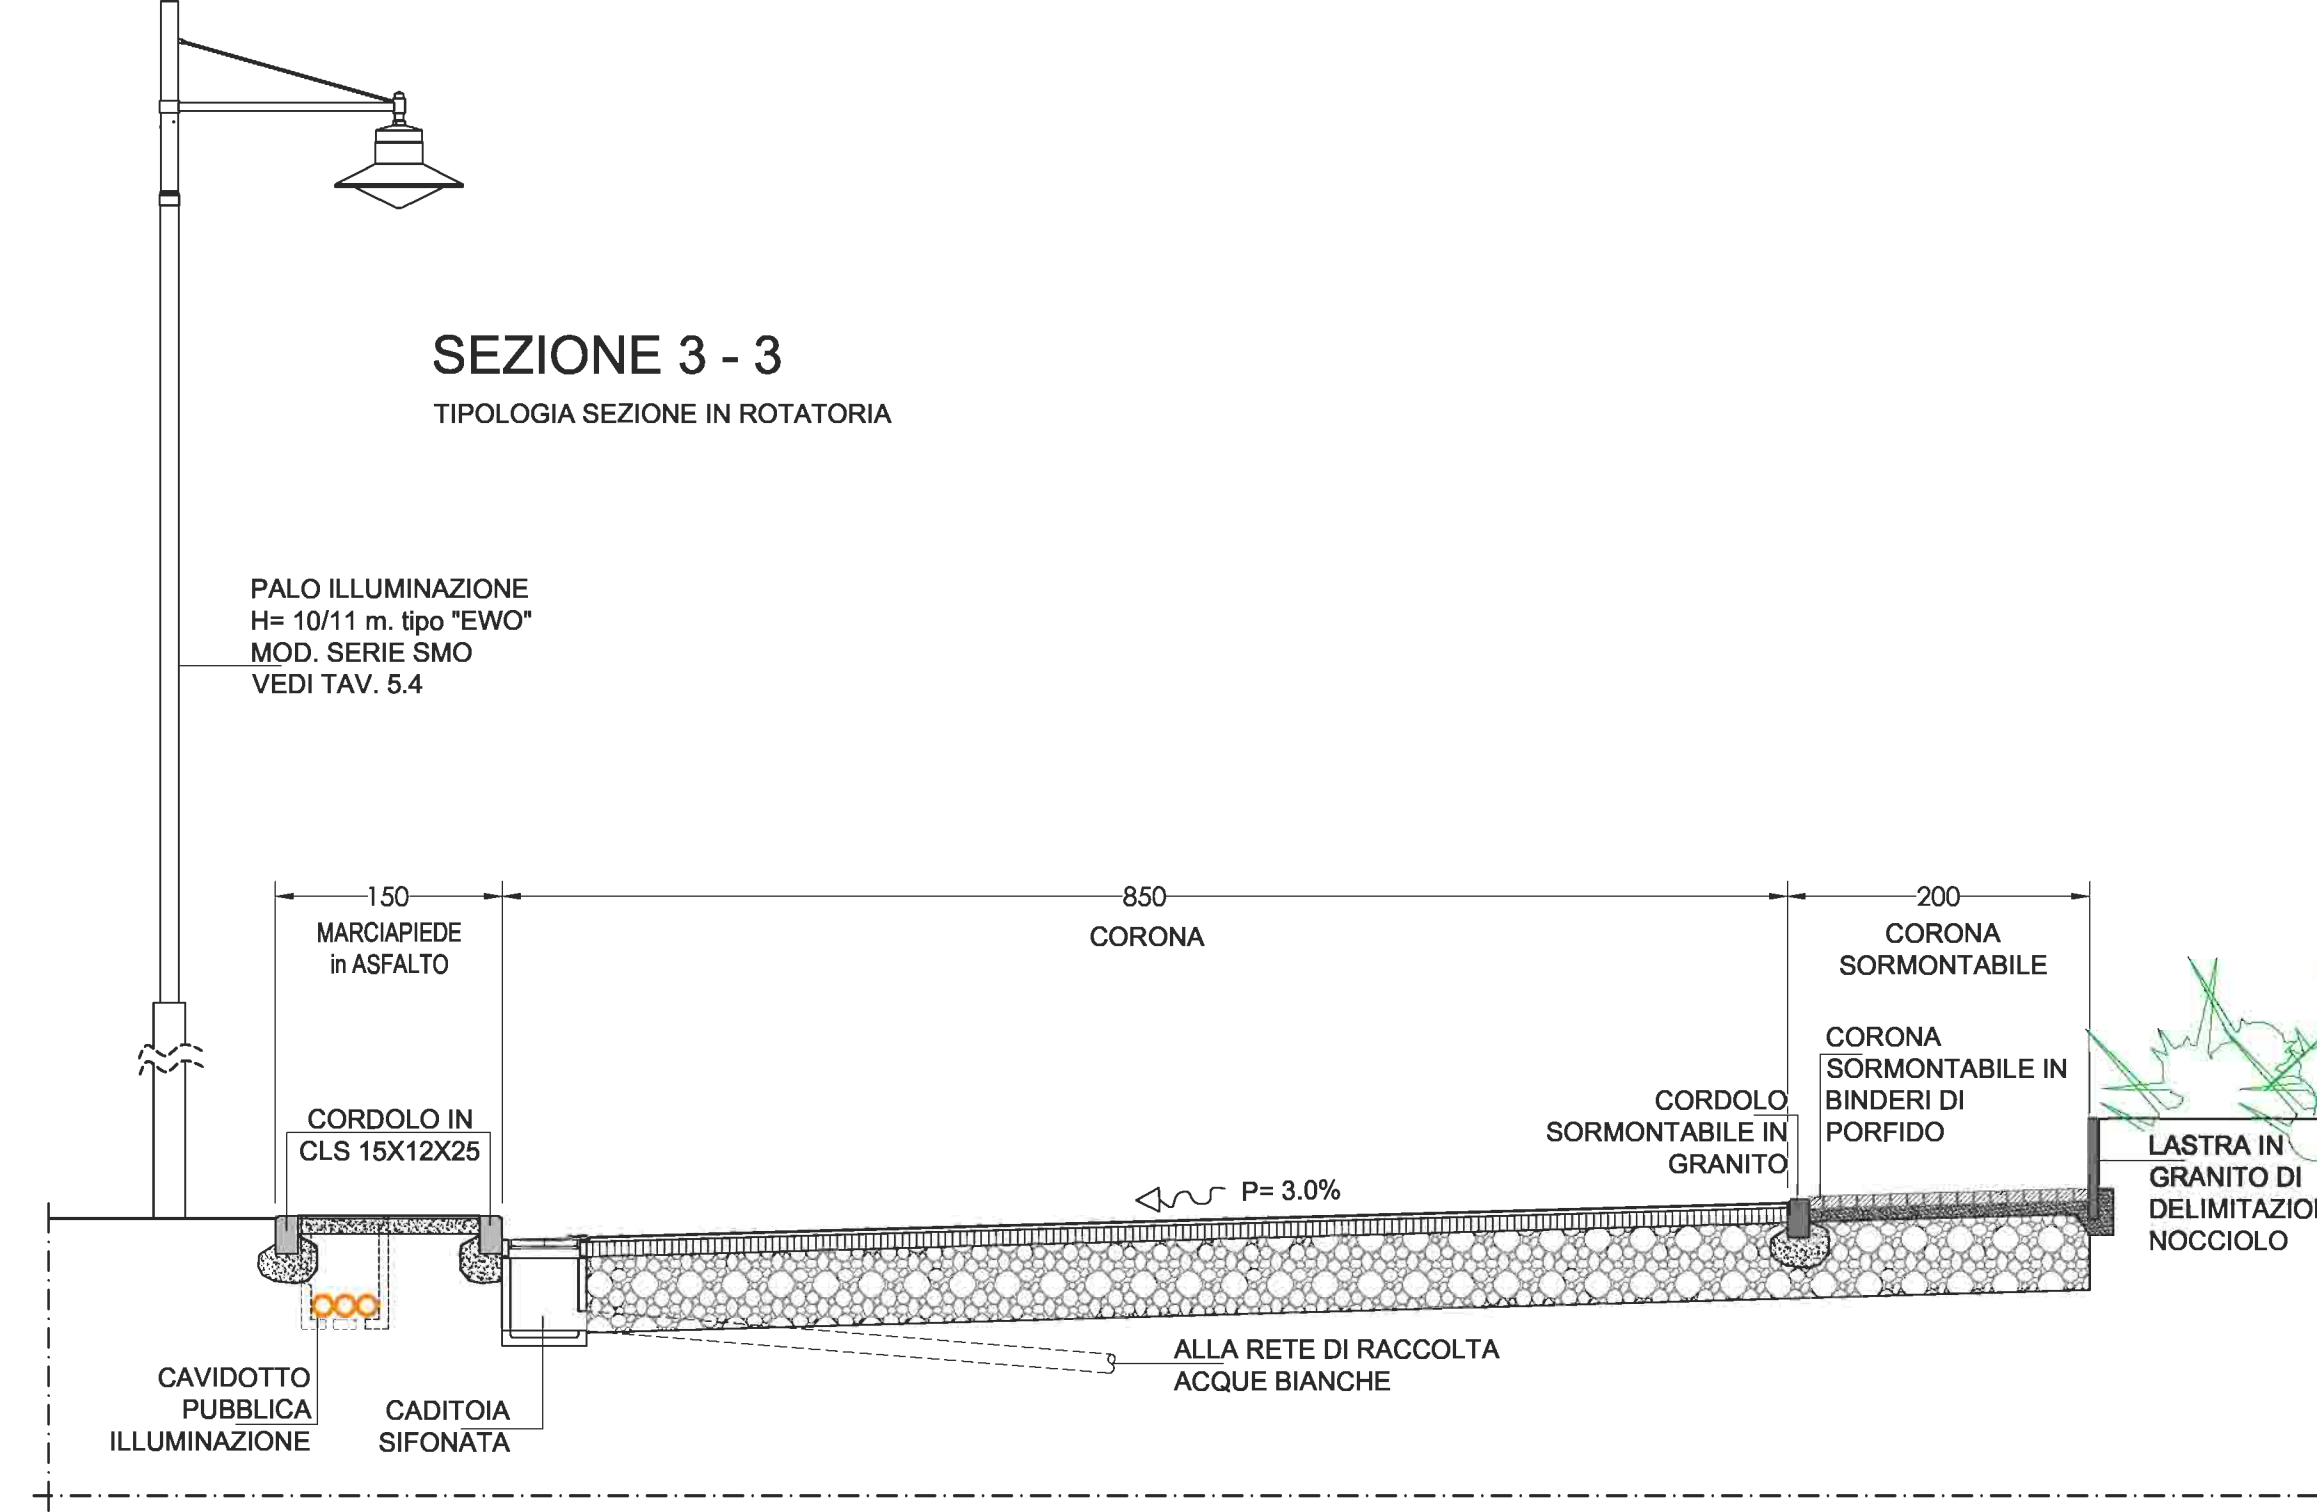 SEZIONE 3 - 3
TIPOLOGIA SEZIONE IN ROTATORIA
PALO ILLUMINAZIONE
H= 10/11 m. tipo "EWO"
MOD. SERIE SMO
VEDI TAV. 5.4
150
MARCIAPIEDE
in ASFALTO
850
CORONA
200
CORONA
SORMONTABILE
CORONA
SORMONTABILE IN
BINDERI DI
PORFIDO
CORDOLO
SORMONTABILE IN
GRANITO
CORDOLO IN
CLS 15X12X25
P= 3.0%
LASTRA IN
GRANITO DI
DELIMITAZIO
NOCCIOLO
ALLA RETE DI RACCOLTA
ACQUE BIANCHE
CAVIDOTTO
PUBBLICA
ILLUMINAZIONE
CADITOIA
SIFONATA